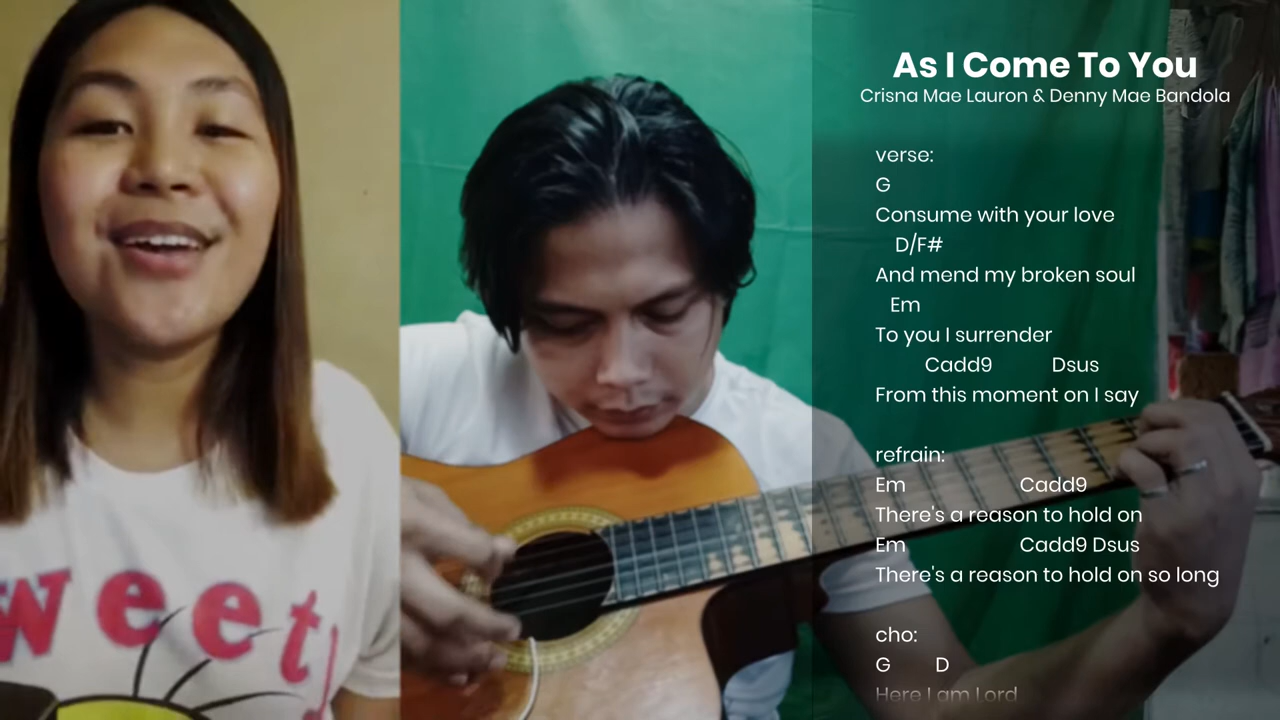 As I Come To You
Crisna Mae Lauron & Denny Mae Bandola
verse:
G
Consume with your love
D/F#
And mend my broken soul
Em
To you I surrender
Cadd9 Dsus
From this moment on I say
refrain:
Em Cadd9
There's a reason to hold on
Em Cadd9 Dsus
There's a reason to hold on so long
cho:
G D
Here I am Lord
weet